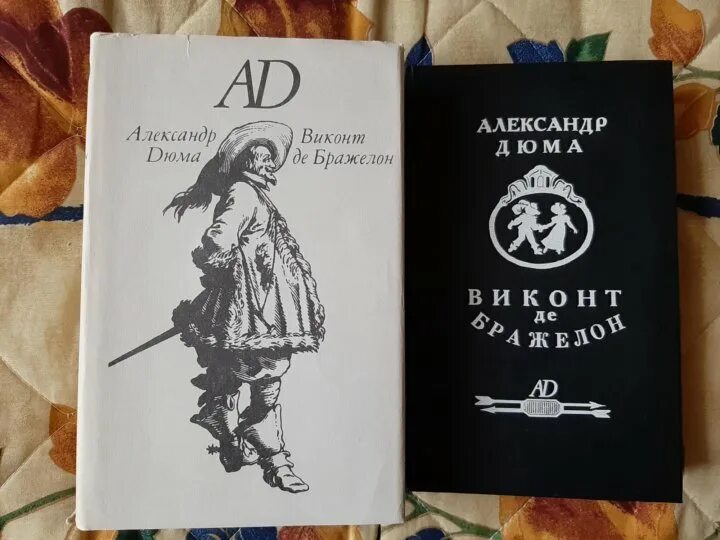 AD
Александр
Дюма
Виконт
де Бражелон
АЛЕКСАНДР
ДЮМА
ВИКОНТ
де
БРАЖЕЛОН
AD